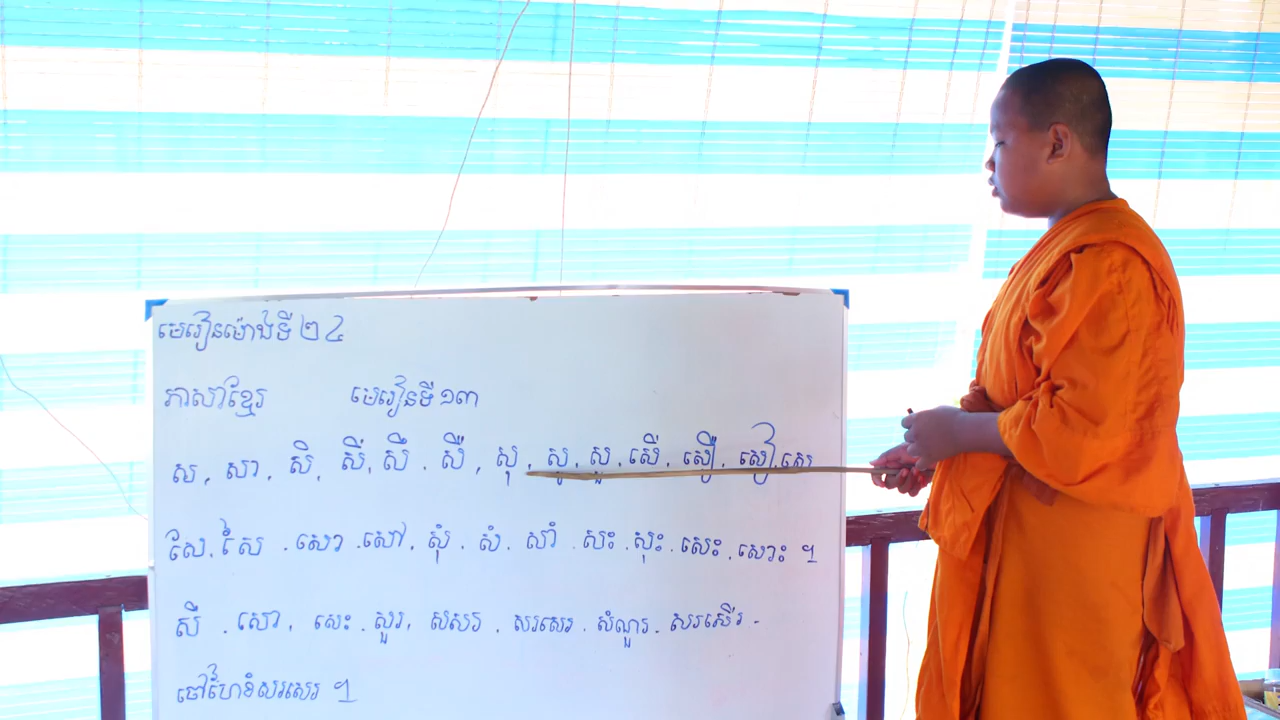 មេរៀនម៉ោងទី ២ ៤
ភាសាខ្មែរ មេរៀនទី ១៣
ស, សា, សិ, សី, សឹ, សឺ, សុ, សូ, សួ, សើ, សឿ, សៀ, សេ
សែ, សៃ, សោ, សៅ, សុំ, សំ, សាំ, សះ, សុះ, សេះ, សោះ ៗ
សី, សោ, សេះ, សួរ, សសរ, សរសេរ, សំណួរ, សរសើរ -
ចៅហៃខំសរសេរ ៗ